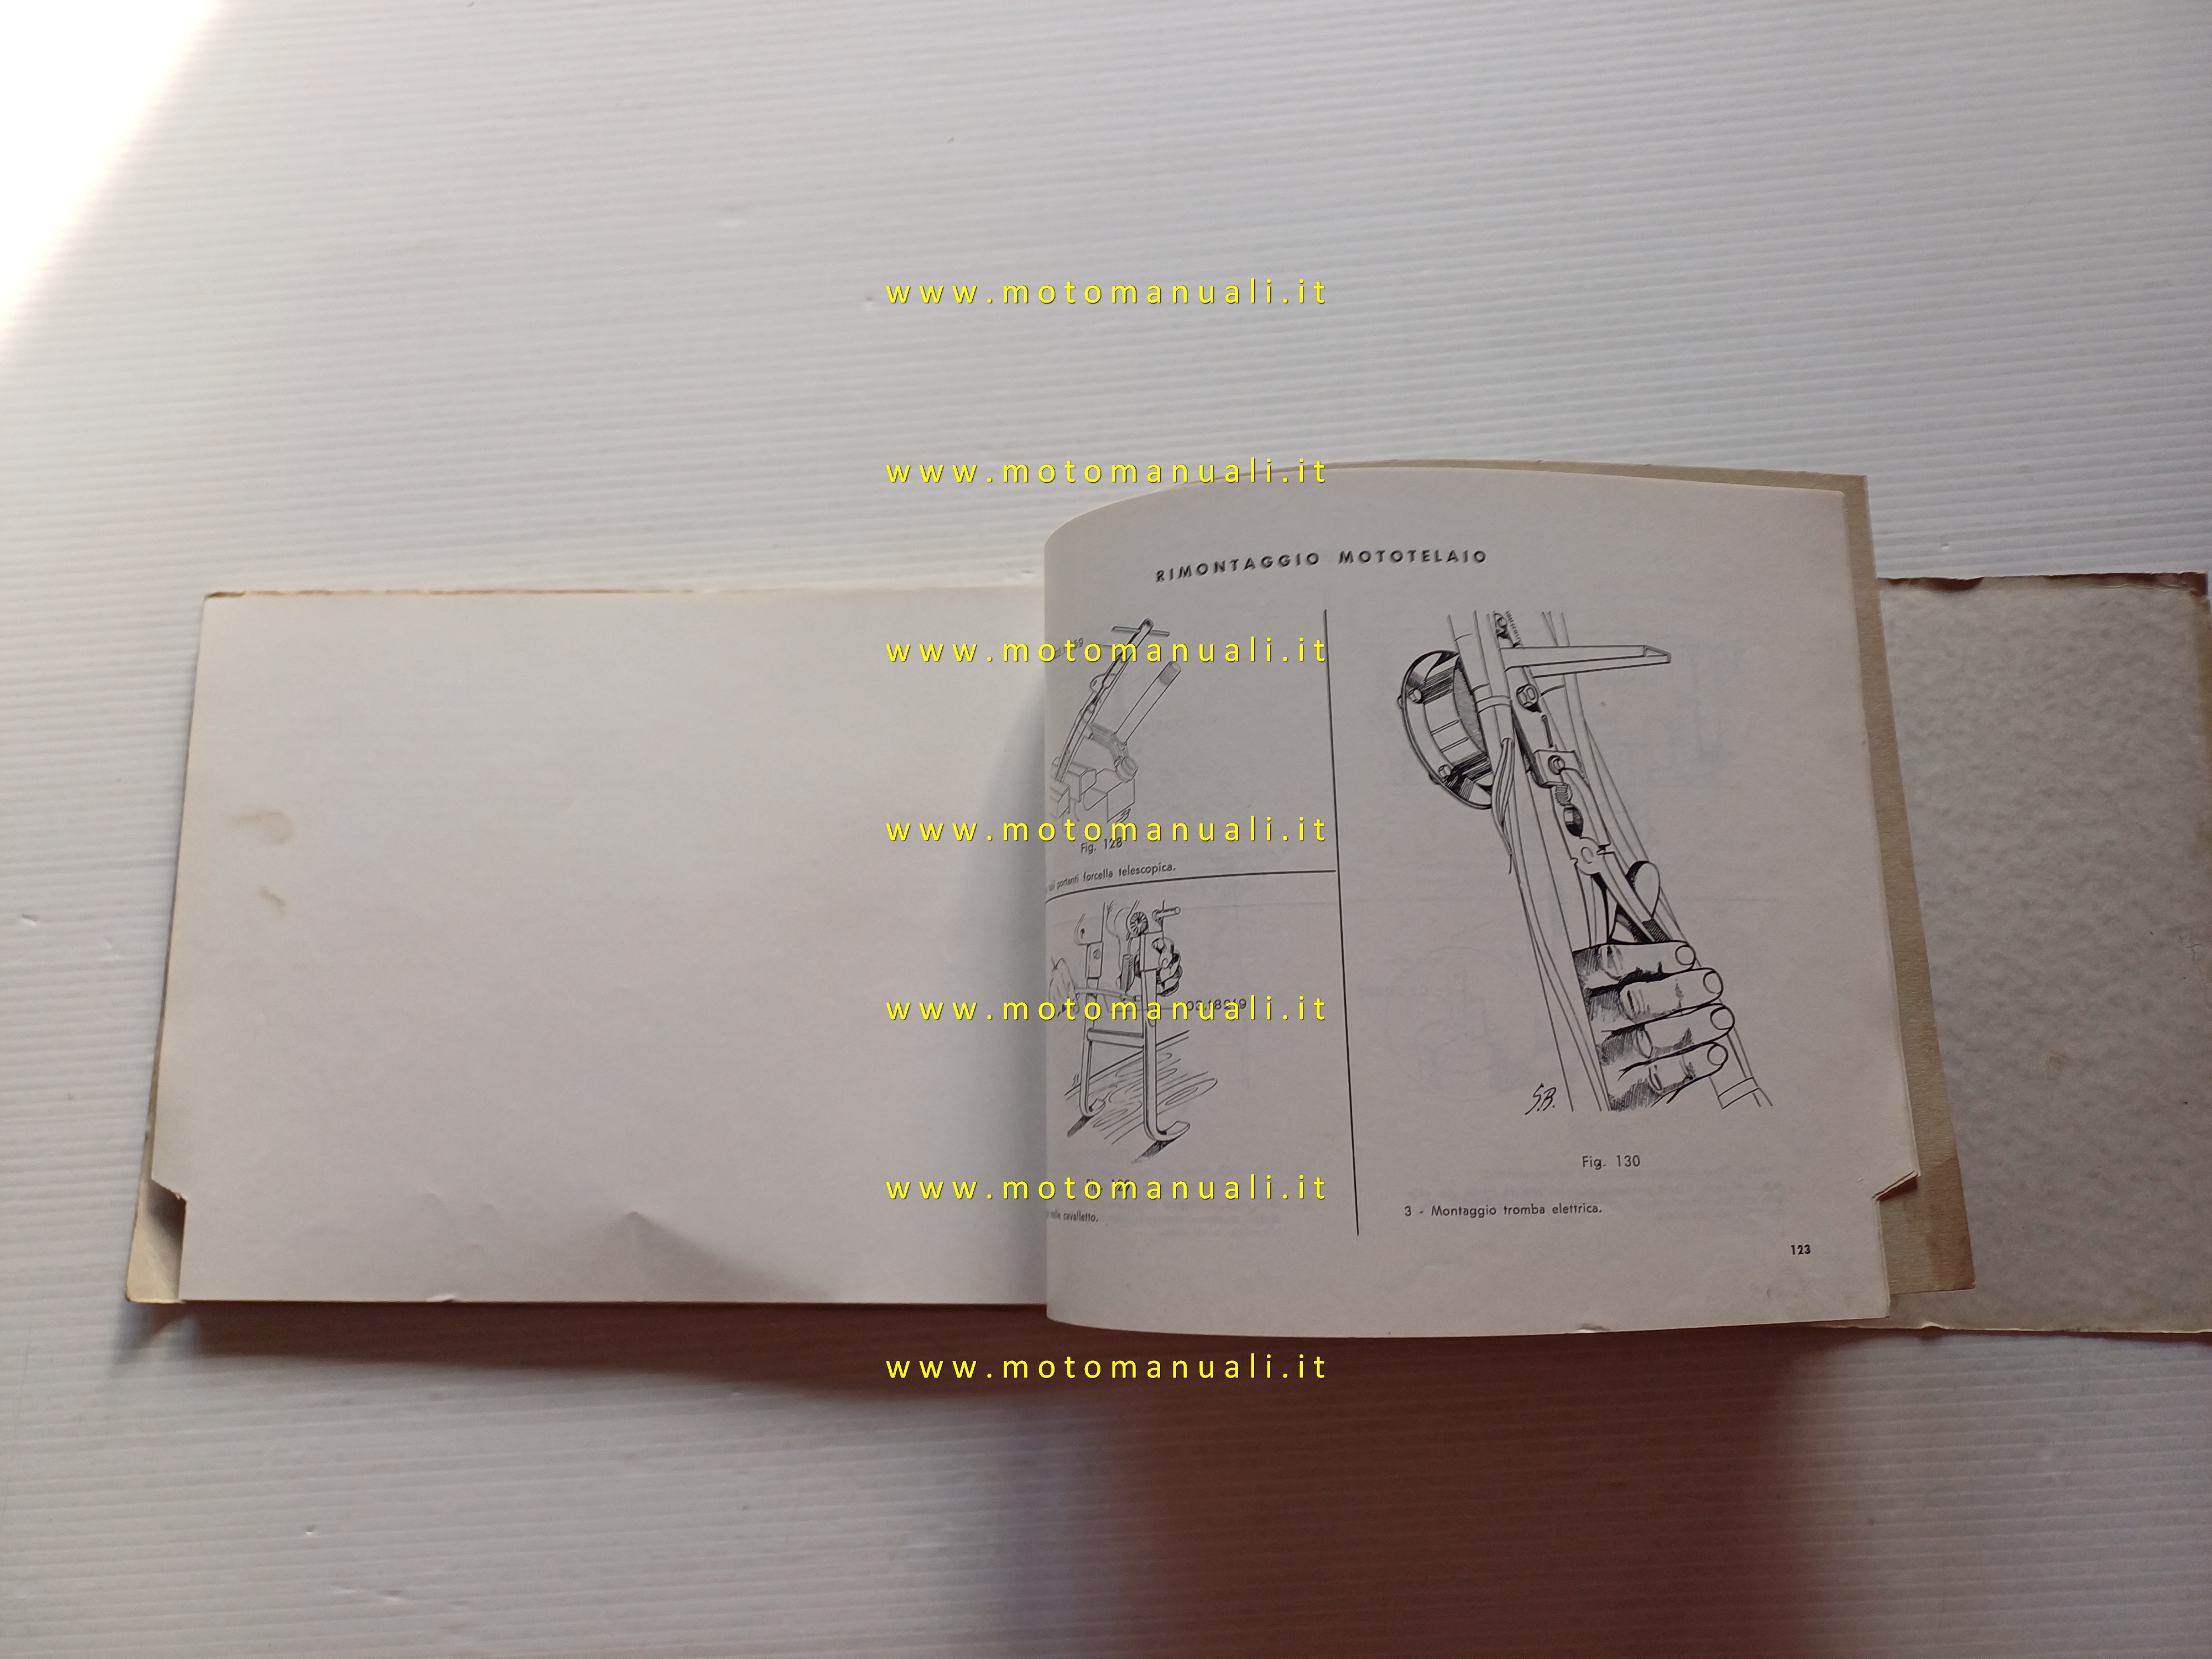 www.motomanuali.it
www.motomanuali.it
RIMONTAGGIO MOTOTELAIO
www.motomanuali.it
www.motomanuali.it
Fig. 128
portanti forcella telescopica.
www.motomanuali.it
S.B.
Fig. 130
www.motomanuali.it
cavalletto.
3 - Montaggio tromba elettrica.
123
www.motomanuali.it